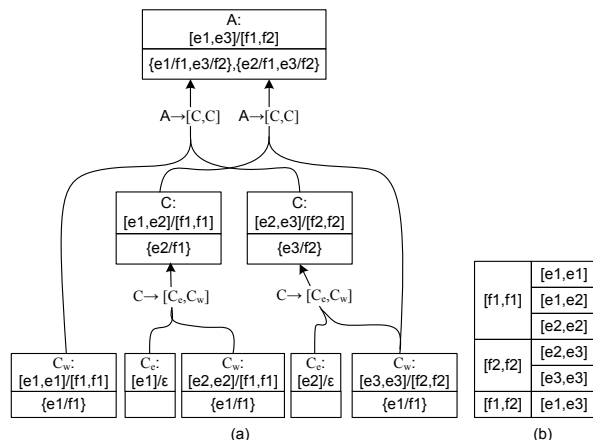 A:
[e1,e3]/[f1,f2]
{e1/f1,e3/f2},{e2/f1,e3/f2}
A→[C,C] A→[C,C]
C: C:
[e1,e2]/[f1,f1] [e2,e3]/[f2,f2]
{e2/f1} {e3/f2}
C→ [Ce,Cw] C→ [Ce,Cw]
Cw: Ce: Cw: Ce: Cw:
[e1,e1]/[f1,f1] [e1]/ε [e2,e2]/[f1,f1] [e2]/ε [e3,e3]/[f2,f2]
{e1/f1} {e1/f1} {e1/f1}
(a)
[f1,f1] [e1,e1]
[e1,e2]
[e2,e2]
[f2,f2] [e2,e3]
[e3,e3]
[f1,f2] [e1,e3]
(b)